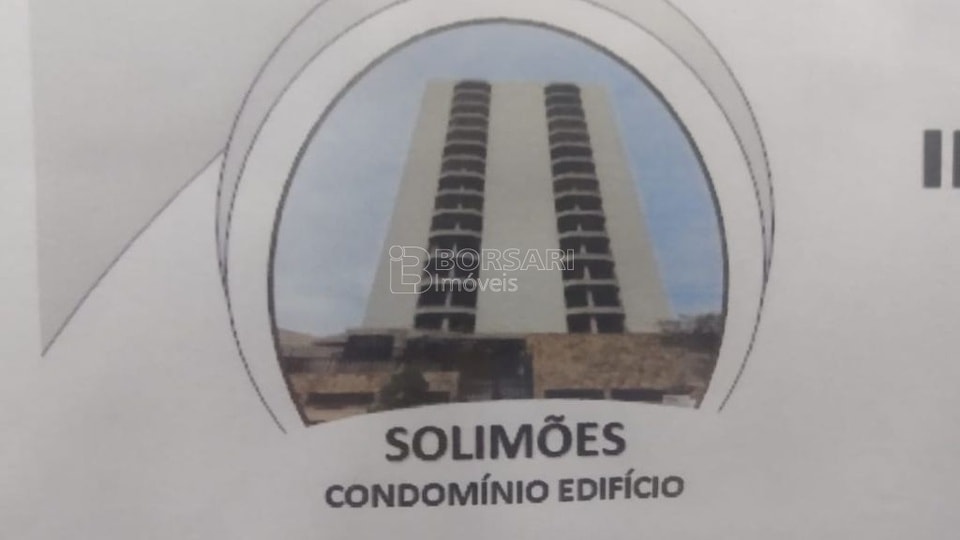 BORSARI
Imóveis
SOLIMÕES
CONDOMÍNIO EDIFÍCIO